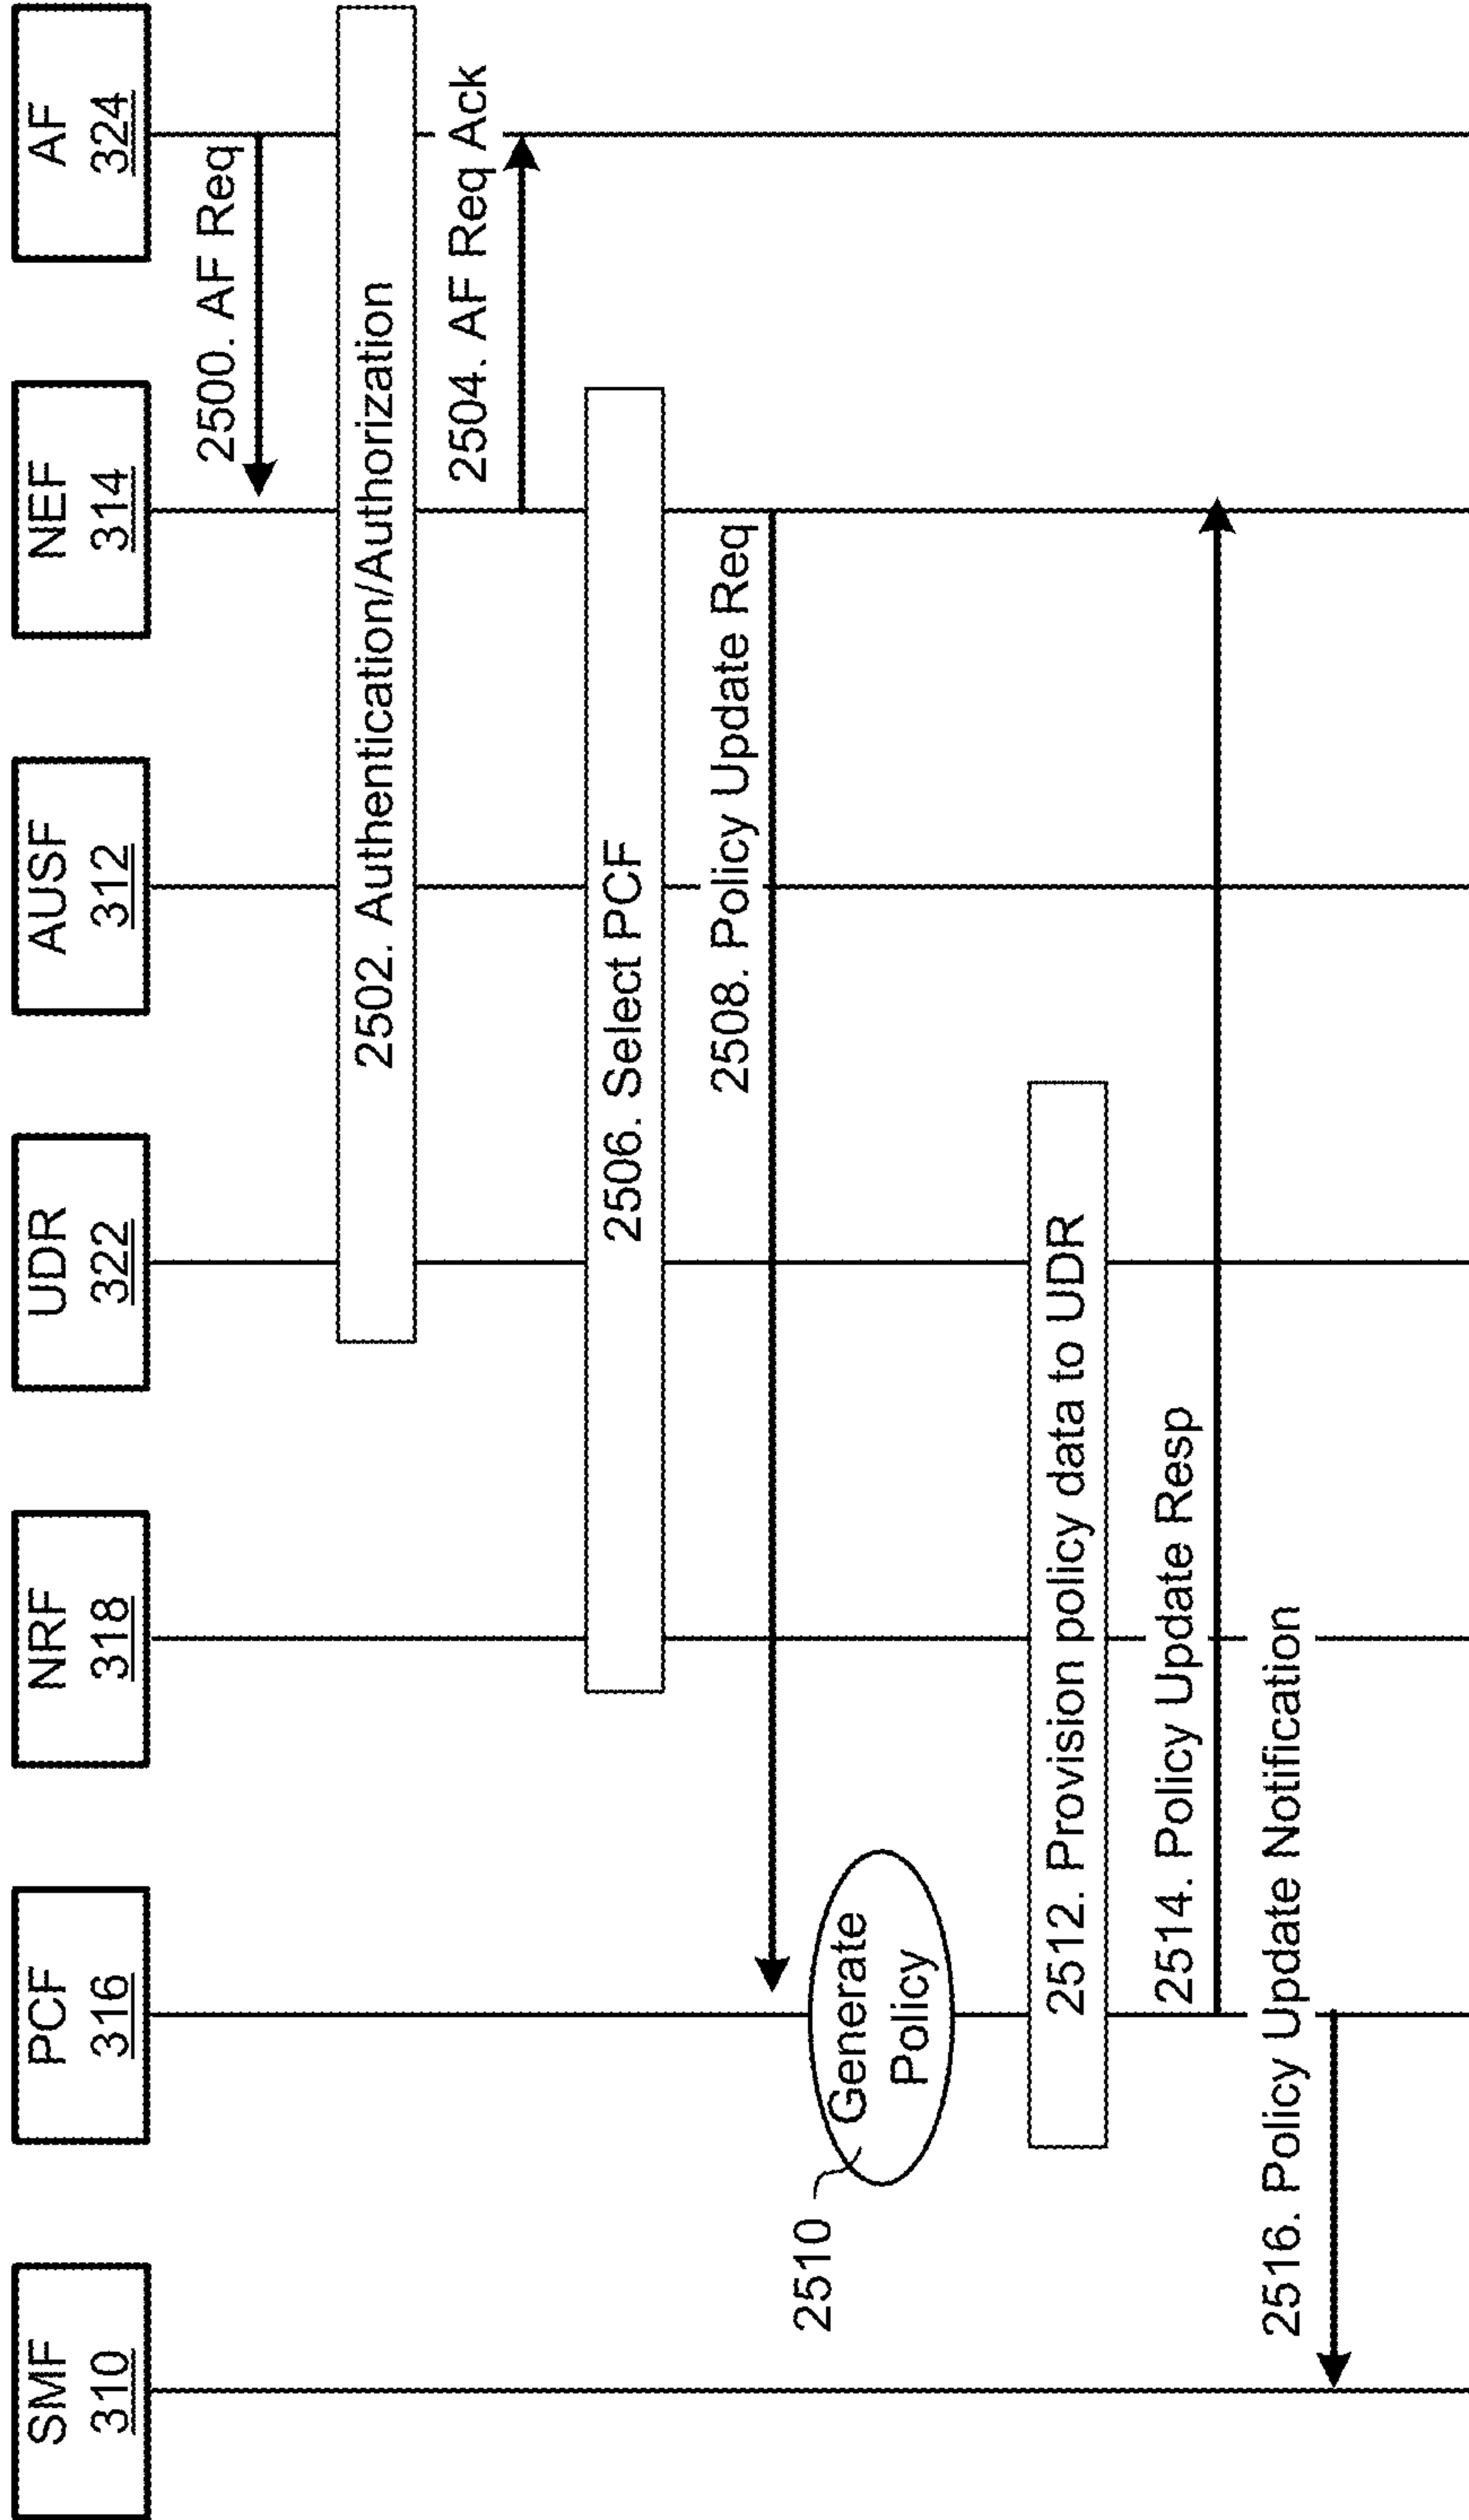 SMF
310
PCF
316
NRF
318
UDR
322
AUSF
312
NEF
314
AF
324
2500. AF Req
2502. Authentication/Authorization
2504. AF Req Ack
2506. Select PCF
2508. Policy Update Req
2510
Generate
Policy
2512. Provision policy data to UDR
2514. Policy Update Resp
2516. Policy Update Notification